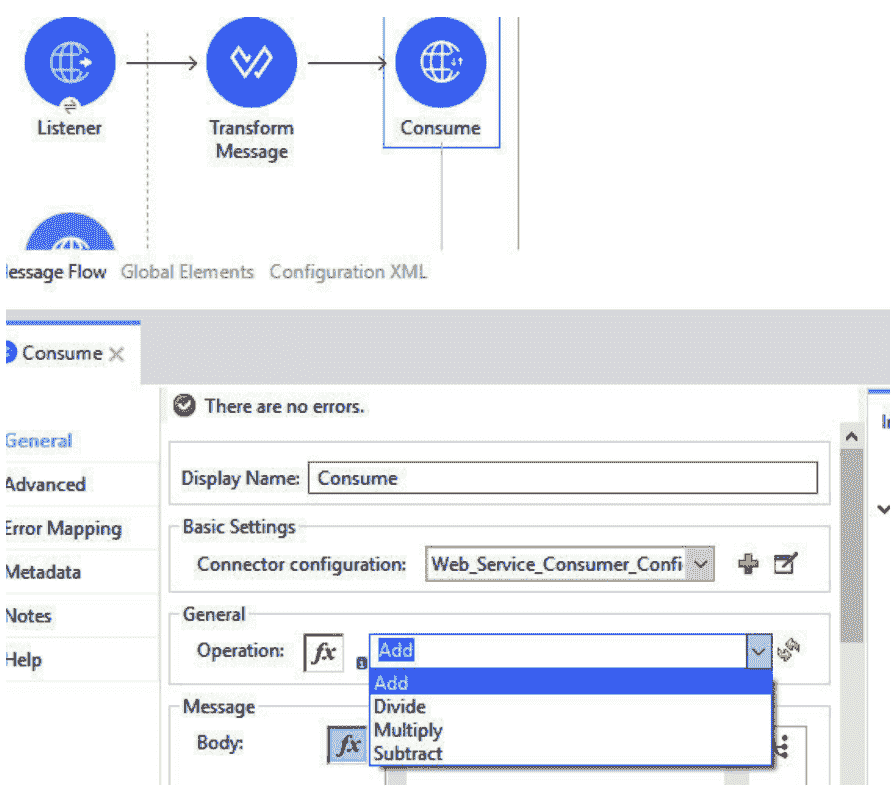 Listener
Transform
Message
Consume
essage Flow Global Elements Configuration XML
Consume
There are no errors.
General
Advanced
Error Mapping
Metadata
Notes
Help
Display Name: Consume
Basic Settings
Connector configuration: Web_Service_Consumer_Confi
General
Operation: fx Add
Add
Divide
Multiply
Subtract
Message
Body: fx